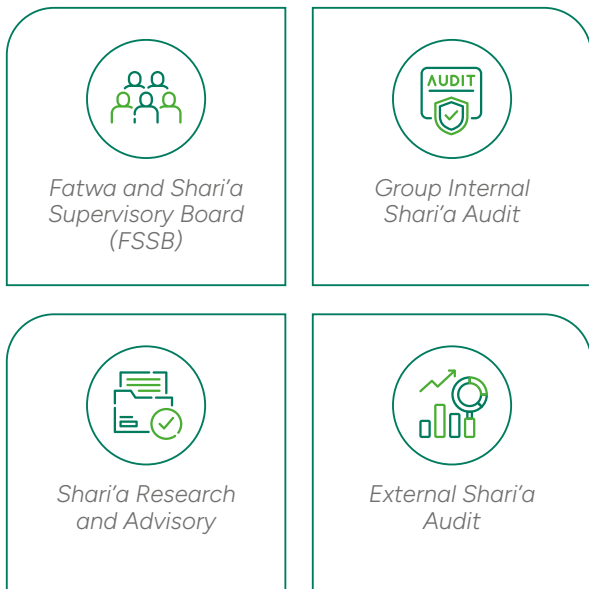 Fatwa and Shari’a
Supervisory Board
(FSSB)
AUDIT
Group Internal
Shari’a Audit
Shari’a Research
and Advisory
External Shari’a
Audit